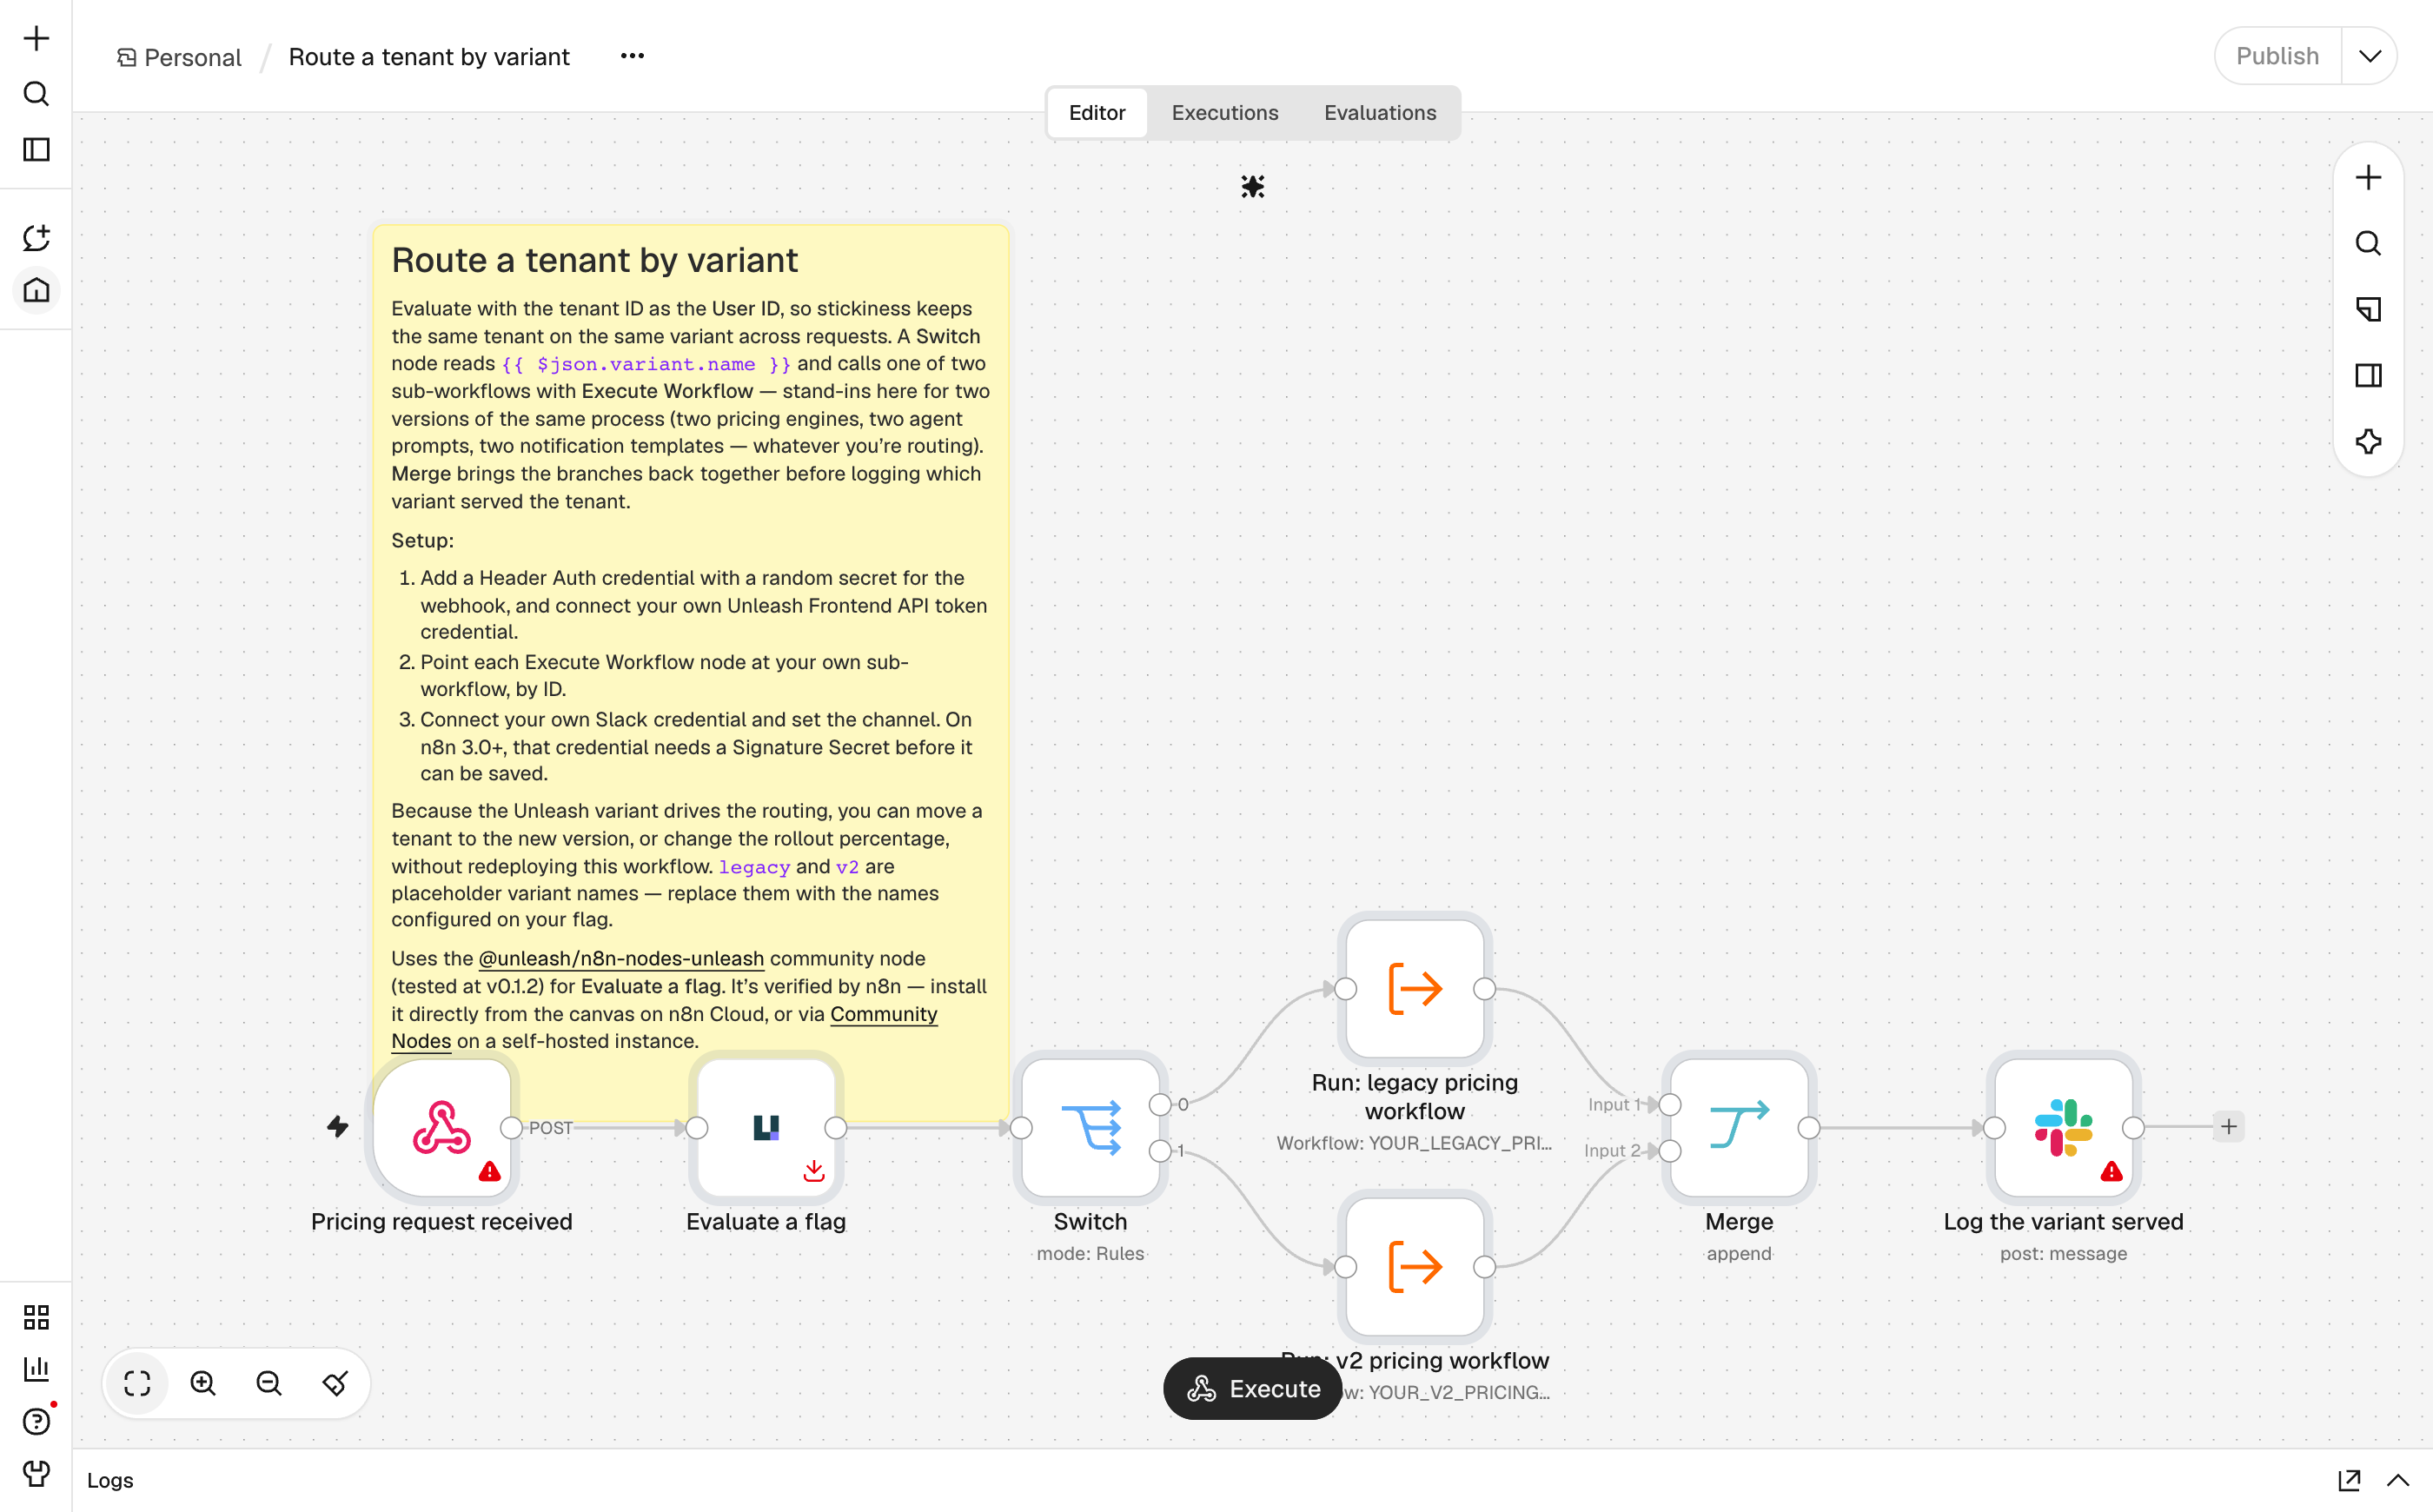 Personal / Route a tenant by variant
Publish
Editor
Executions
Evaluations
Route a tenant by variant
Evaluate with the tenant ID as the User ID, so stickiness keeps
the same tenant on the same variant across requests. A Switch
node reads {{ $json.variant.name }} and calls one of two
sub-workflows with Execute Workflow — stand-ins here for two
versions of the same process (two pricing engines, two agent
prompts, two notification templates — whatever you're routing).
Merge brings the branches back together before logging which
variant served the tenant.
Setup:
1. Add a Header Auth credential with a random secret for the
webhook, and connect your own Unleash Frontend API token
credential.
2. Point each Execute Workflow node at your own sub-
workflow, by ID.
3. Connect your own Slack credential and set the channel. On
n8n 3.0+, that credential needs a Signature Secret before it
can be saved.
Because the Unleash variant drives the routing, you can move a
tenant to the new version, or change the rollout percentage,
without redeploying this workflow. legacy and v2 are
placeholder variant names — replace them with the names
configured on your flag.
Uses the @unleash/n8n-nodes-unleash community node
(tested at v0.1.2) for Evaluate a flag. It's verified by n8n — install
it directly from the canvas on n8n Cloud, or via Community
Nodes on a self-hosted instance.
POST
Pricing request received
Evaluate a flag
0
1
Switch
mode: Rules
Run: legacy pricing
workflow
Workflow: YOUR_LEGACY_PRI...
Run: v2 pricing workflow
w: YOUR_V2_PRICING...
Input 1
Input 2
Merge
append
Log the variant served
post: message
Execute
Logs